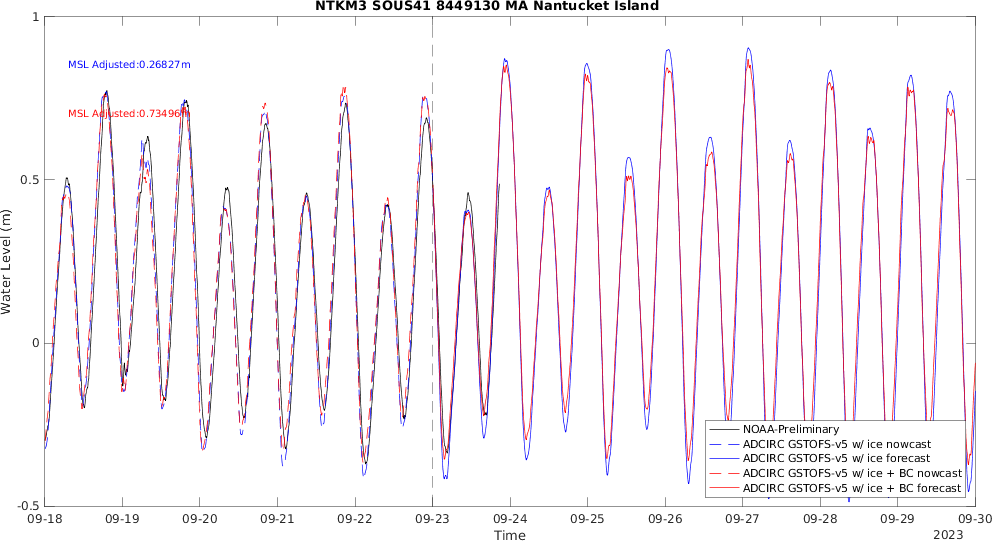 NTKM3 SOUS41 8449130 MA Nantucket Island
MSL Adjusted:0.26827m
MSL Adjusted:0.73496m
Water Level (m)
1
0.5
0
-0.5
NOAA-Preliminary
ADCIRC GSTOFS-v5 w/ ice nowcast
ADCIRC GSTOFS-v5 w/ ice forecast
ADCIRC GSTOFS-v5 w/ ice + BC nowcast
ADCIRC GSTOFS-v5 w/ ice + BC forecast
09-18 09-19 09-20 09-21 09-22 09-23 09-24 09-25 09-26 09-27 09-28 09-29 09-30
Time
2023